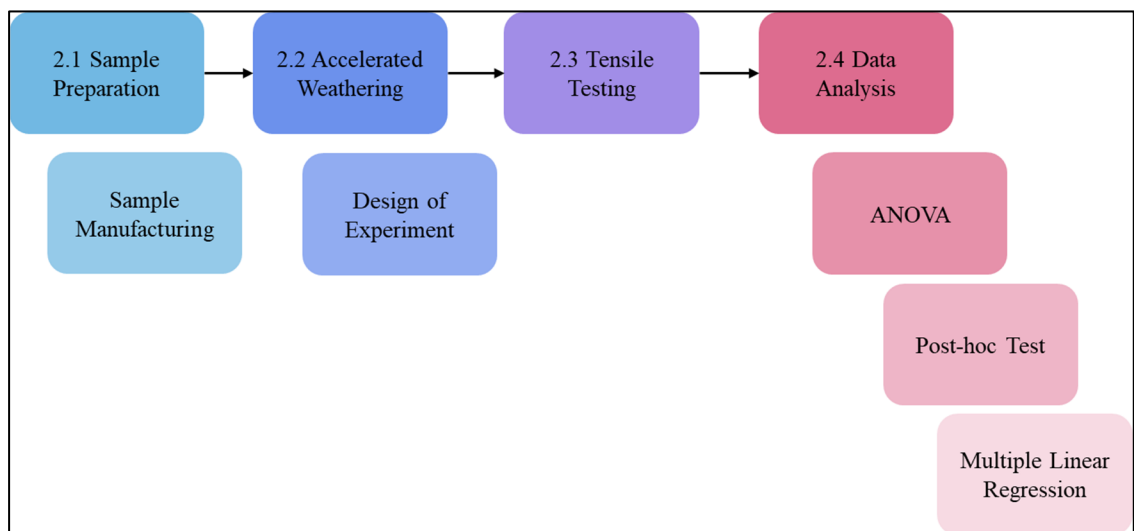 2.1 Sample
Preparation
2.2 Accelerated
Weathering
2.3 Tensile
Testing
2.4 Data
Analysis
Sample
Manufacturing
Design of
Experiment
ANOVA
Post-hoc Test
Multiple Linear
Regression